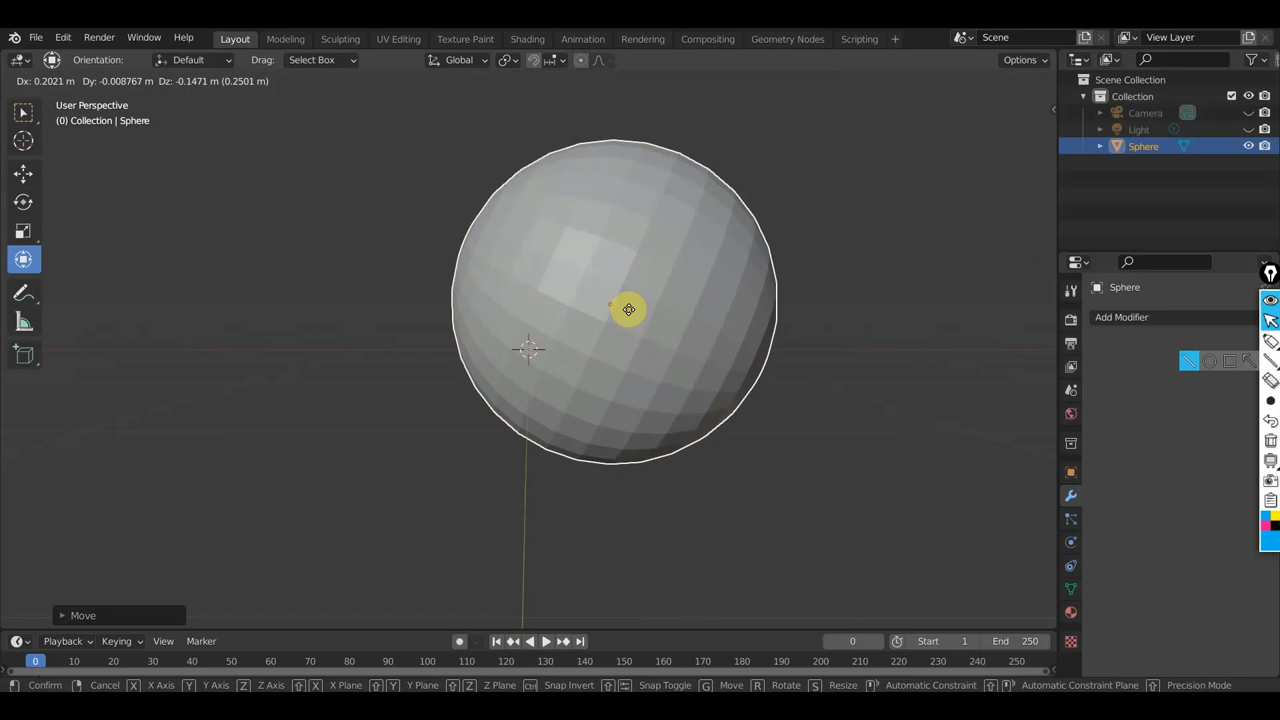 File Edit Render Window Help Layout Modeling Sculpting UV Editing Texture Paint Shading Animation Rendering Compositing Geometry Nodes Scripting + Scene View Layer
Orientation: Default Drag: Select Box Global Options
Dx: 0.2021 m Dy: -0.008767 m Dz: -0.1471 m (0.2501 m)
User Perspective
(0) Collection | Sphere
Scene Collection
Collection
Camera
Light
Sphere
Sphere
Add Modifier
Move
Playback Keying View Marker 0 Start 1 End 250
0 10 20 30 40 50 60 70 80 90 100 110 120 130 140 150 160 170 180 190 200 210 220 230 240 250
Confirm Cancel X X Axis Y Y Axis Z Z Axis X X Plane Y Y Plane Z Z Plane Ctrl Snap Invert Snap Toggle G Move R Rotate S Resize Automatic Constraint Automatic Constraint Plane Precision Mode